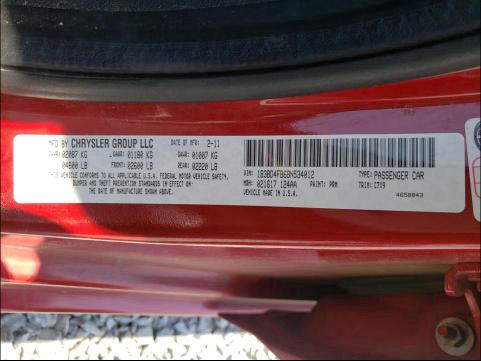 MFD BY CHRYSLER GROUP LLC DATE OF MFR: 2-11
GVWR: 02087 KG GAWR: 01180 KG GAWR: 01007 KG
04600 LB FRONT: 02600 LB REAR: 02220 LB
THIS VEHICLE CONFORMS TO ALL APPLICABLE U.S.A. FEDERAL MOTOR VEHICLE SAFETY,
BUMPER AND THEFT PREVENTION STANDARDS IN EFFECT ON
THE DATE OF MANUFACTURE SHOWN ABOVE
VIN: 1B3BD4FB6BN534012 TYPE: PASSENGER CAR
MDH: 021617 124AA PAINT: PRM TRIM: C7X9
VEHICLE MADE IN U.S.A. 4658843